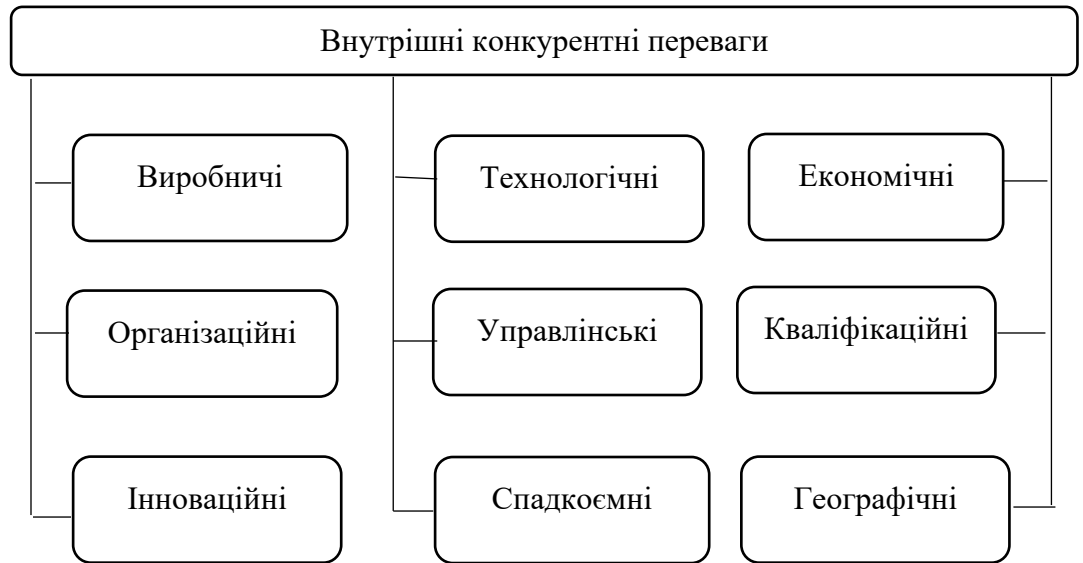 Внутрішні конкурентні переваги
Виробничі
Технологічні
Економічні
Організаційні
Управлінські
Кваліфікаційні
Інноваційні
Спадкоємні
Географічні